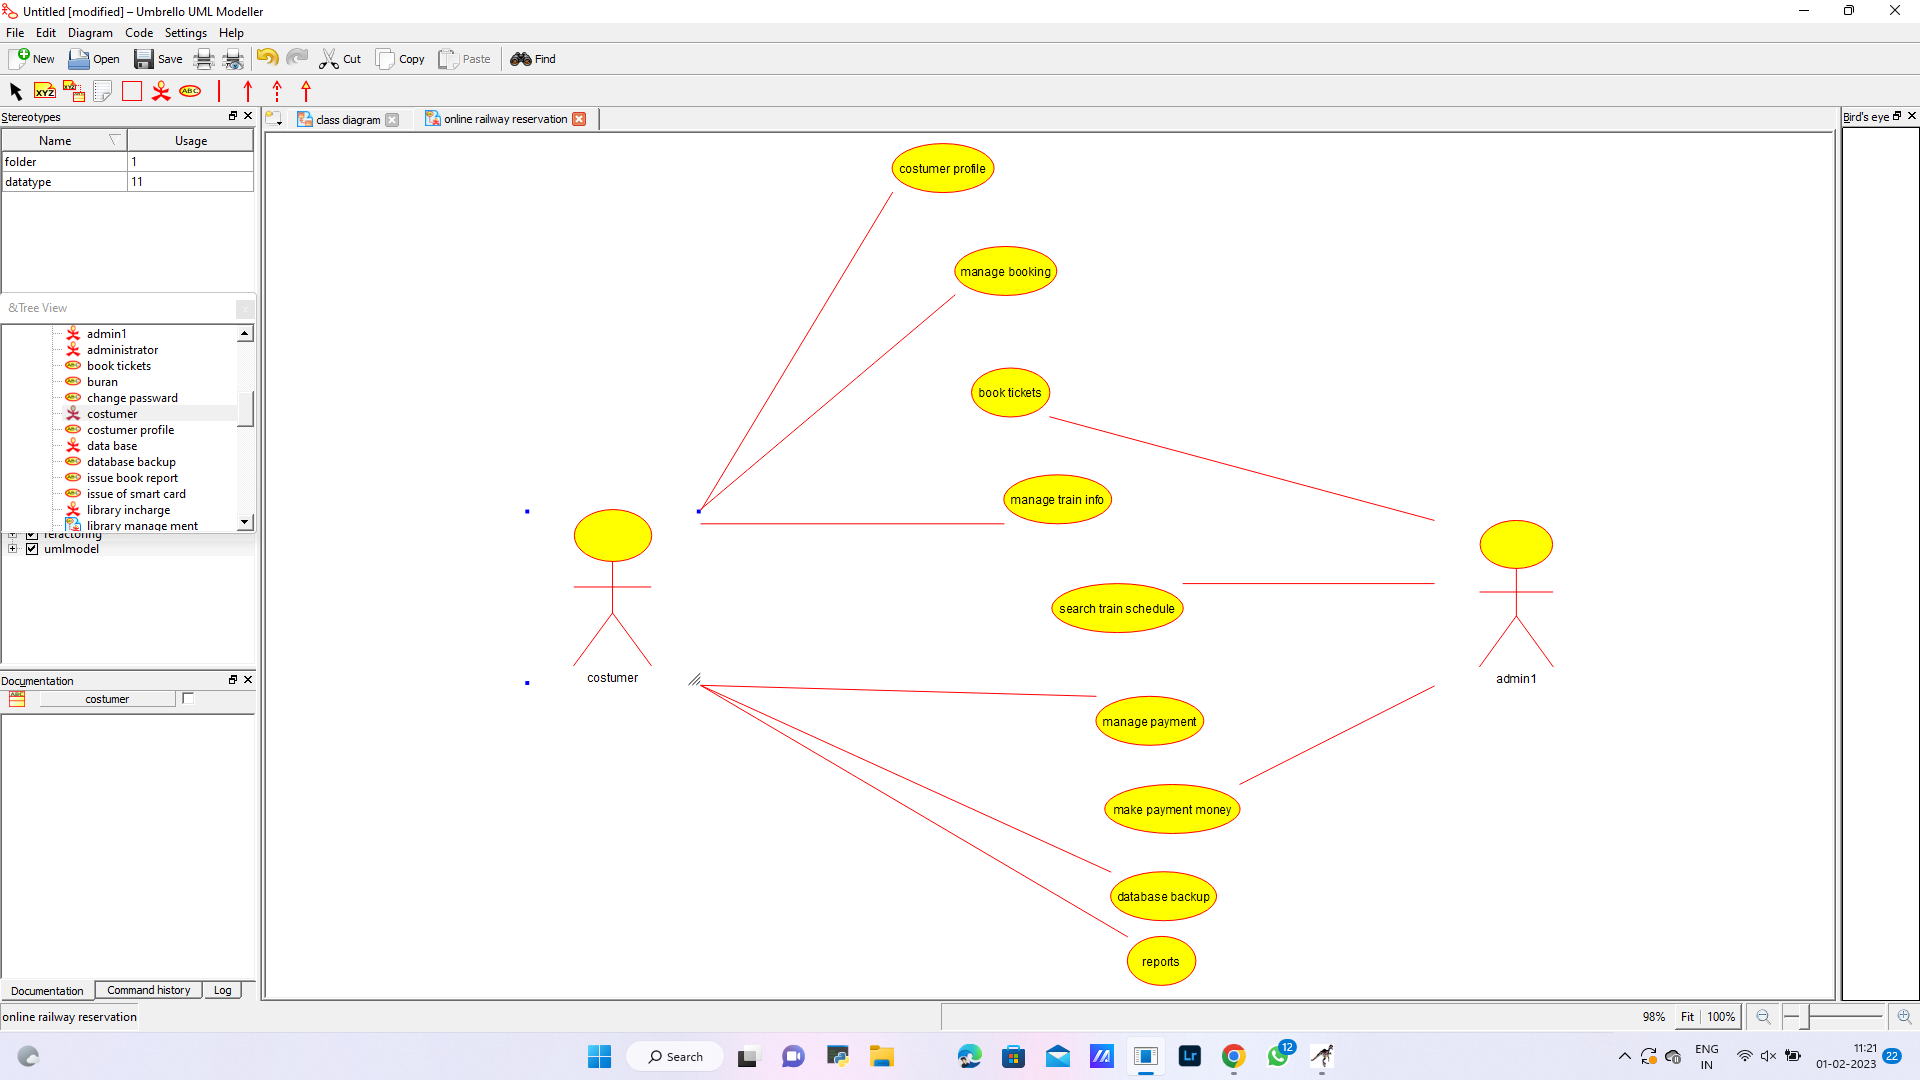 Untitled [modified] – Umbrello UML Modeller
File Edit Diagram Code Settings Help
New Open Save Cut Copy Paste Find
XYZ XYZ ABC
Stereotypes
Name Usage
folder 1
datatype 11
&Tree View
admin1
administrator
book tickets
buran
change passward
costumer
costumer profile
data base
database backup
issue book report
issue of smart card
library incharge
library manage ment
refactoring
umlmodel
Documentation
costumer
Documentation Command history Log
online railway reservation
class diagram
online railway reservation
Bird's eye
costumer profile
manage booking
book tickets
manage train info
search train schedule
manage payment
make payment money
database backup
reports
costumer
admin1
98% Fit 100%
Search
Lr
12
ENG
IN
11:21
01-02-2023
22